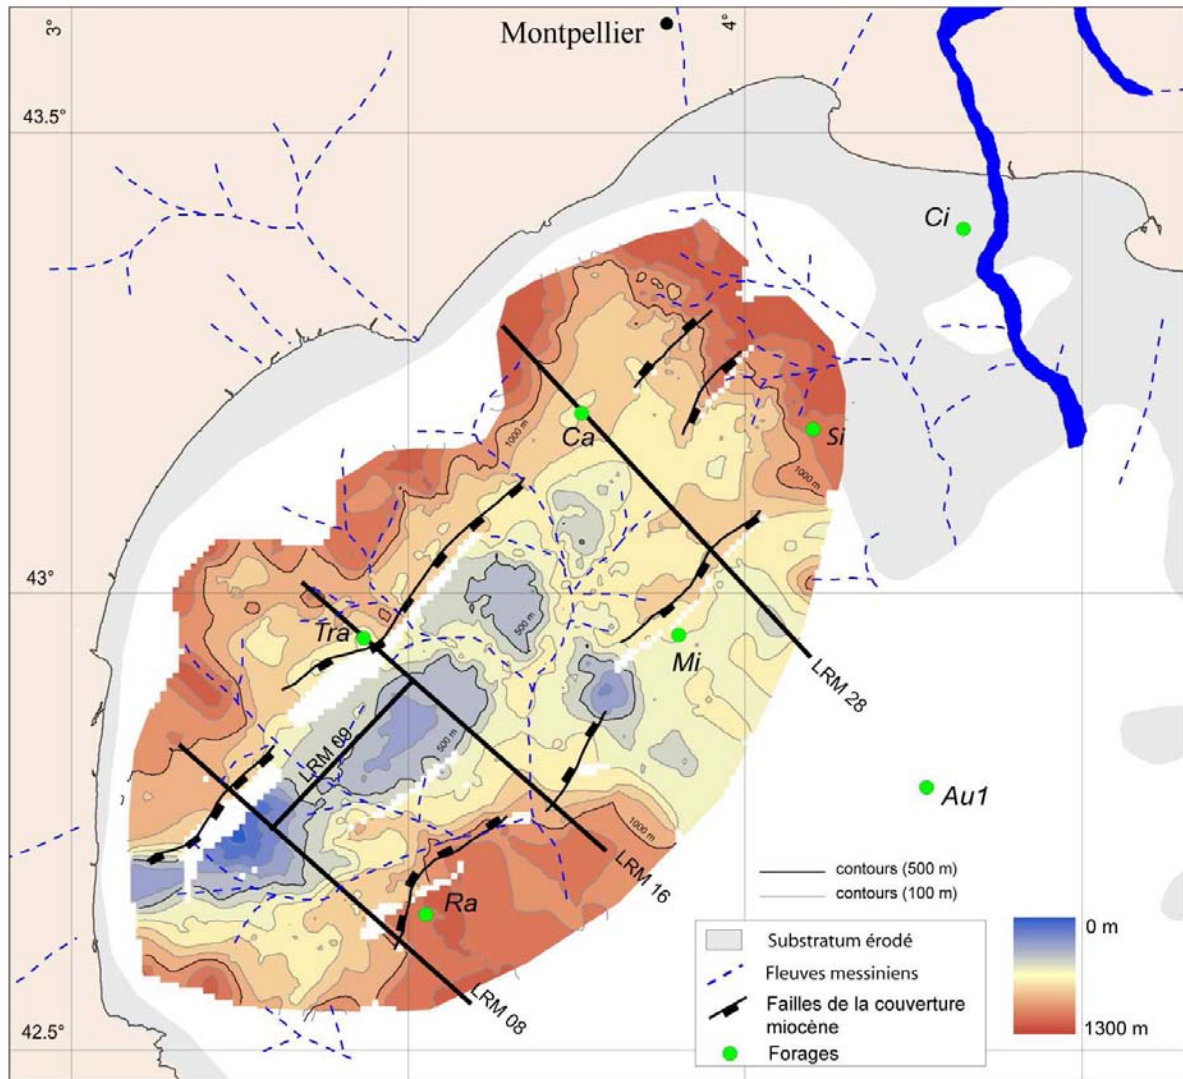 3°
Montpellier
4°
43.5°
Ci
Ca
Si
1000 m
1000 m
43°
500 m
Tra
Mi
LRM 28
LRM 09
500 m
Au1
1000 m
LRM 16
Ra
LRM 08
42.5°
contours (500 m)
contours (100 m)
Substratum érodé
Fleuves messiniens
Failles de la couverture
miocène
Forages
0 m
1300 m